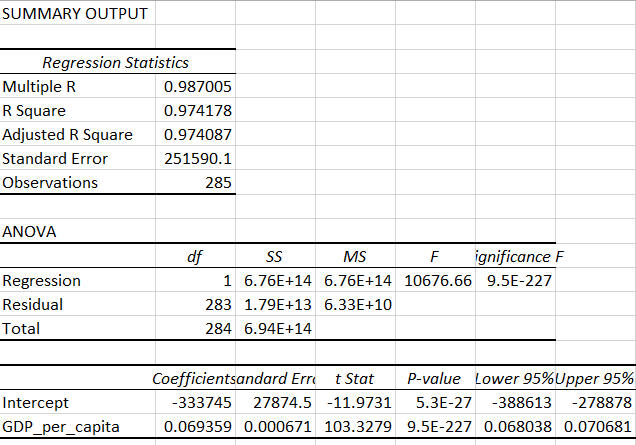 SUMMARY OUTPUT
Regression Statistics
Multiple R 0.987005
R Square 0.974178
Adjusted R Square 0.974087
Standard Error 251590.1
Observations 285
ANOVA
df SS MS F ignificance F
Regression 1 6.76E+14 6.76E+14 10676.66 9.5E-227
Residual 283 1.79E+13 6.33E+10
Total 284 6.94E+14
Coefficients andard Erro t Stat P-value Lower 95% Upper 95%
Intercept -333745 27874.5 -11.9731 5.3E-27 -388613 -278878
GDP_per_capita 0.069359 0.000671 103.3279 9.5E-227 0.068038 0.070681